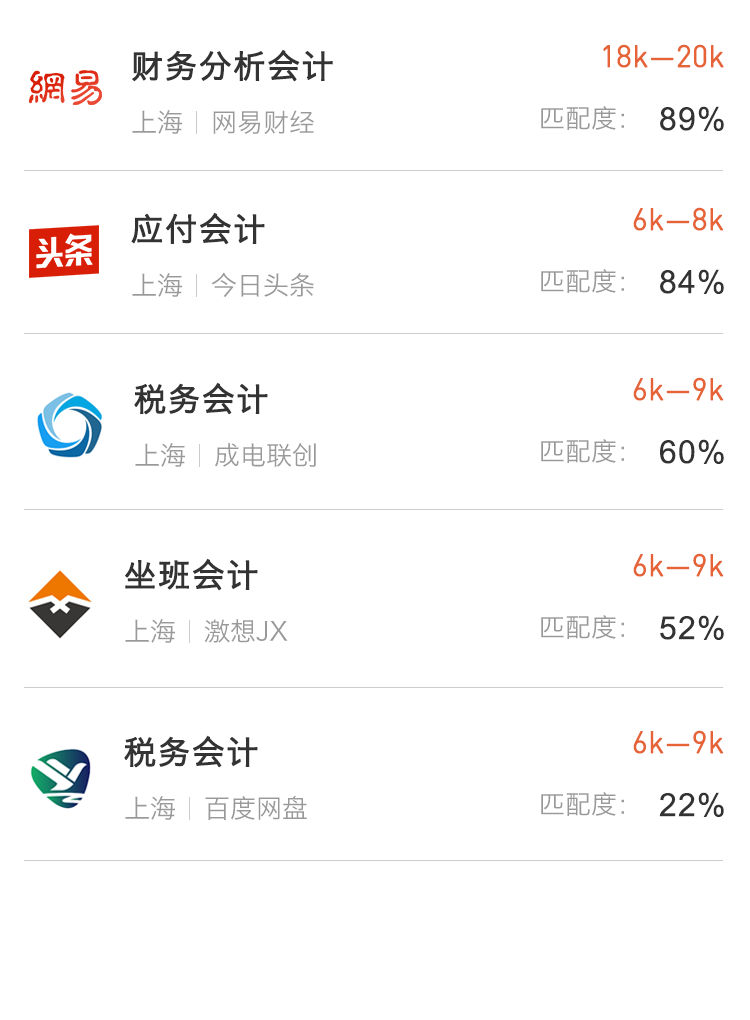 網易
财务分析会计
18k—20k
上海 | 网易财经
匹配度： 89%
头条
应付会计
6k—8k
上海 | 今日头条
匹配度： 84%
税务会计
6k—9k
上海 | 成电联创
匹配度： 60%
坐班会计
6k—9k
上海 | 激想JX
匹配度： 52%
税务会计
6k—9k
上海 | 百度网盘
匹配度： 22%